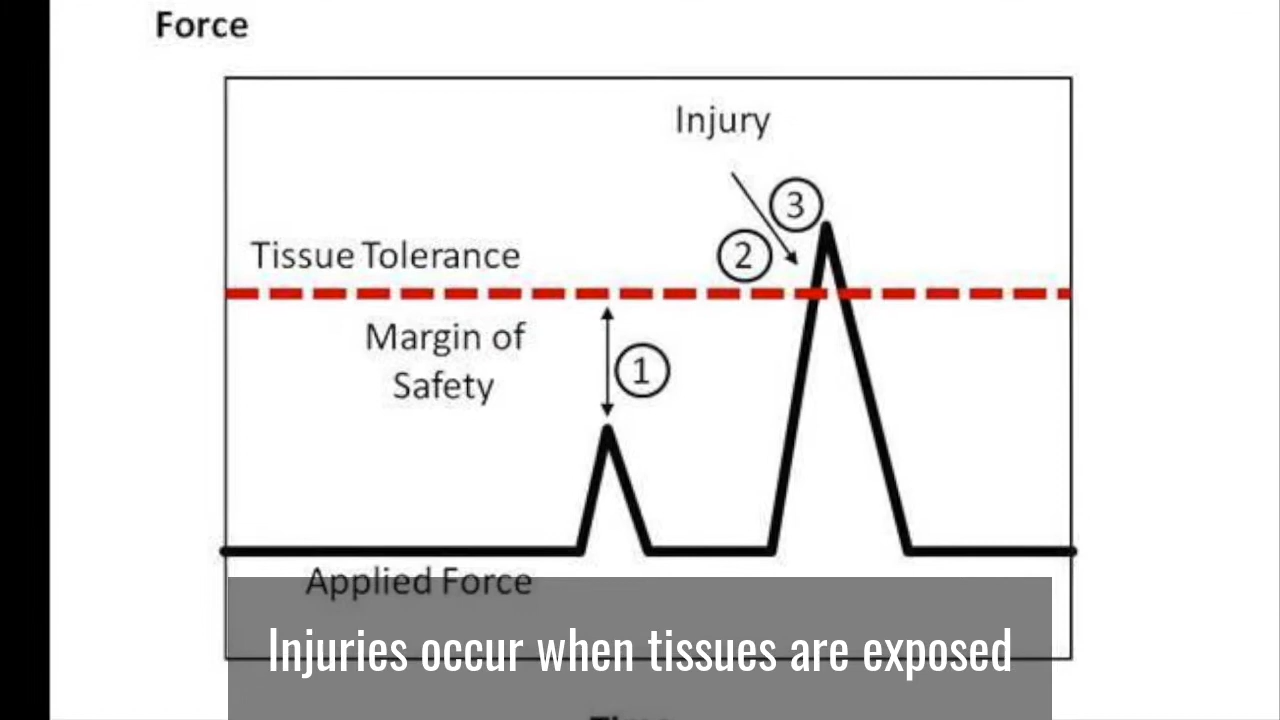 Force
Injury
3
2
Tissue Tolerance
Margin of
Safety
1
Applied Force
Injuries occur when tissues are exposed